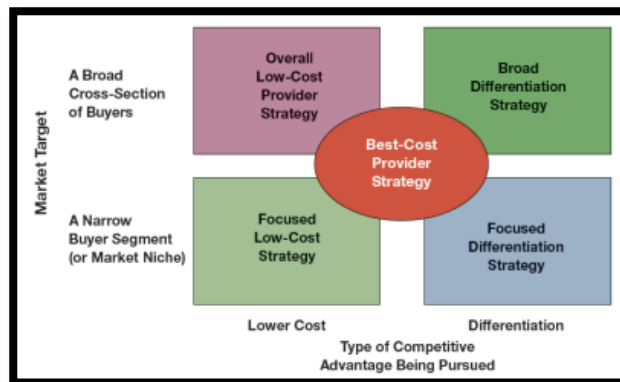 Market Target
A Broad
Cross-Section
of Buyers
Overall
Low-Cost
Provider
Strategy
Broad
Differentiation
Strategy
Best-Cost
Provider
Strategy
A Narrow
Buyer Segment
(or Market Niche)
Focused
Low-Cost
Strategy
Focused
Differentiation
Strategy
Lower Cost
Differentiation
Type of Competitive
Advantage Being Pursued